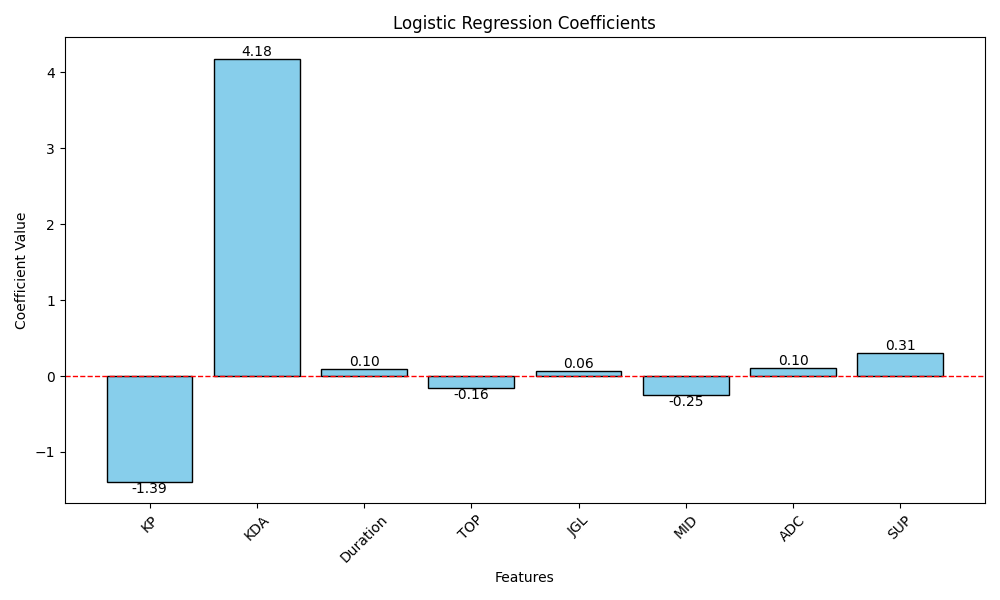 Logistic Regression Coefficients
Coefficient Value
4
3
2
1
0
−1
-1.39
4.18
0.10
-0.16
0.06
-0.25
0.10
0.31
KP
KDA
Duration
TOP
JGL
MID
ADC
SUP
Features